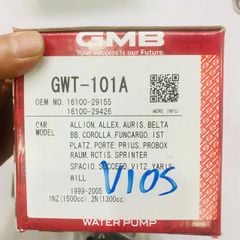 GMB
Your Success is Our Future.
GWT-101A
OEM NO. 16100-29155
16100-29426
CAR MODEL
ALLION, ALLEX, AURIS, BELTA
BB, COROLLA, FUNCARGO, IST
PLATZ, PORTE, PRIUS, PROBOX
RAUM, RCTIS, SPRINTER
SPACIO, SUCCEED, VITZ, YARIS
WILL
VIOS
1999-2005
1NZ (1500cc), 2N(1300cc)
WATER PUMP